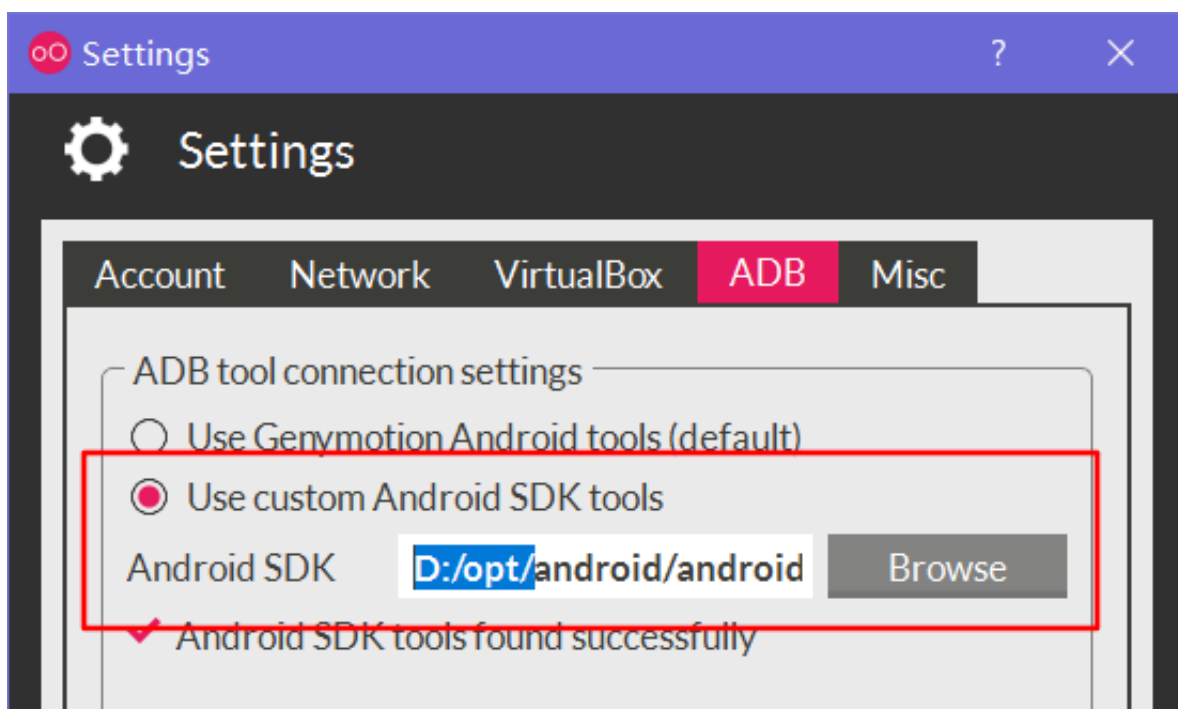 Settings ?
Settings
Account Network VirtualBox ADB Misc
ADB tool connection settings
Use Genymotion Android tools (default)
Use custom Android SDK tools
Android SDK D:/opt/android/android Browse
Android SDK tools found successfully